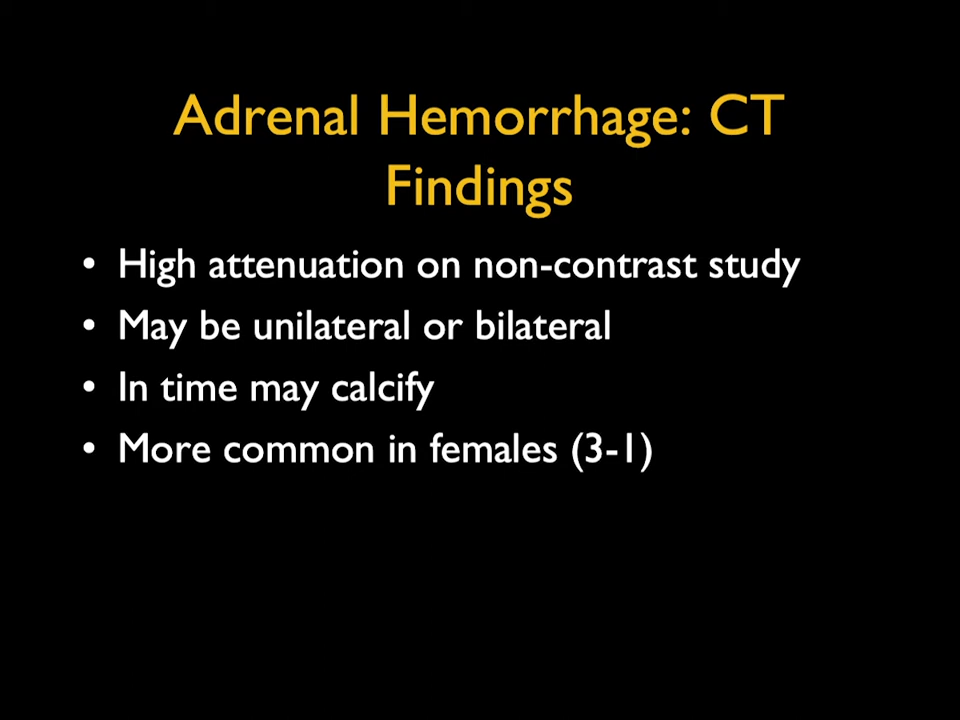 Adrenal Hemorrhage: CT
Findings
• High attenuation on non-contrast study
• May be unilateral or bilateral
• In time may calcify
• More common in females (3-1)